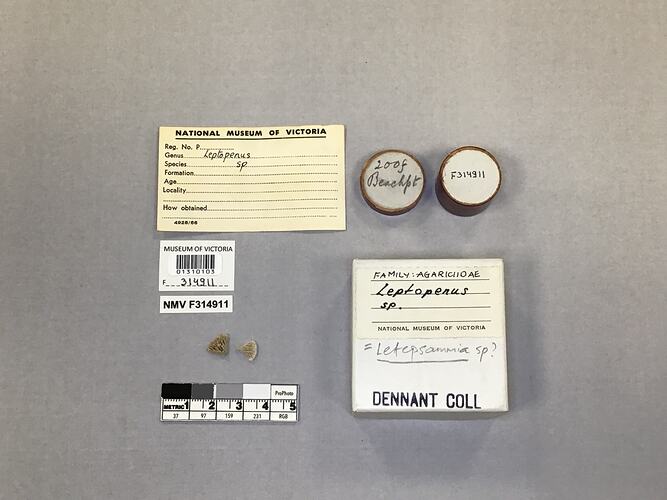 NATIONAL MUSEUM OF VICTORIA
Reg. No. P
Genus Leptopenus
Species sp
Formation
Age
Locality
How obtained
4928/66
200f
Beachpt
F314911
MUSEUM OF VICTORIA
01310103
F 314911
NMV F314911
FAMILY: AGARICIIDAE
Leptopenus
sp.
NATIONAL MUSEUM OF VICTORIA
= Letepsammia sp?
DENNANT COLL
ProPhoto
METRIC 1 2 3 4 5
37 97 159 231 RGB